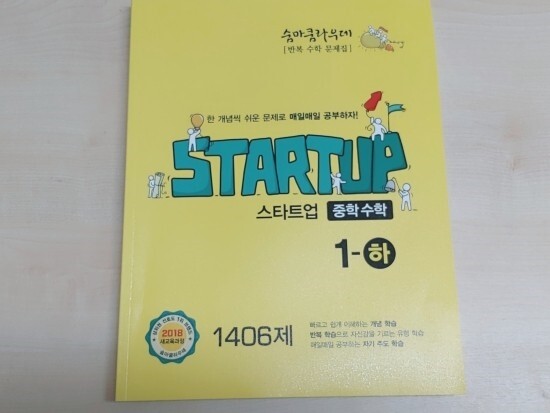 숨마쿰라우데
[반복 수학 문제집]
한 개념씩 쉬운 문제로 매일매일 공부하자!
STARTUP
스타트업 중학수학
1-하
2018
새교육과정
1406제
빠르고 쉽게 이해하는 개념 학습
반복 학습으로 자신감을 기르는 유형 학습
매일매일 공부하는 자기 주도 학습